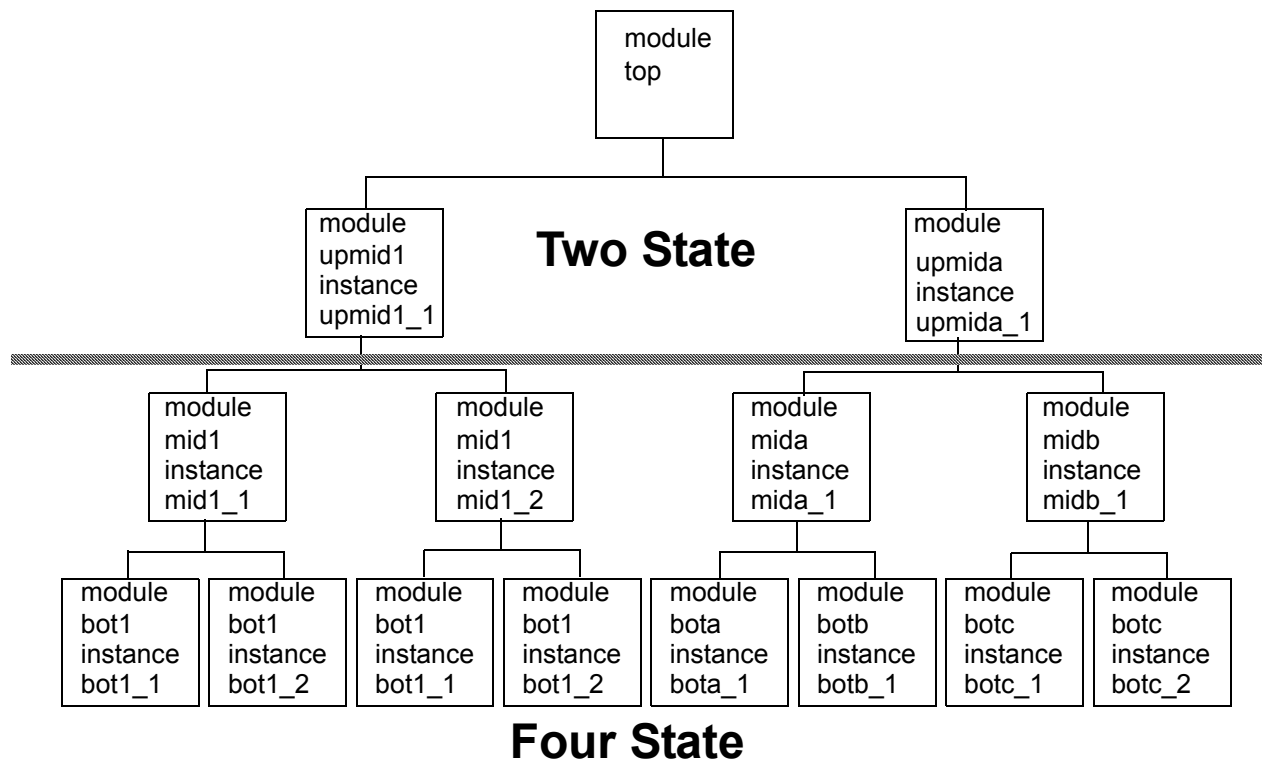 module
top
module
upmid1
instance
upmid1_1
Two State
module
upmida
instance
upmida_1
module
mid1
instance
mid1_1
module
mid1
instance
mid1_2
module
mida
instance
mida_1
module
midb
instance
midb_1
module
bot1
instance
bot1_1
module
bot1
instance
bot1_2
module
bot1
instance
bot1_1
module
bot1
instance
bot1_2
module
bota
instance
bota_1
module
botb
instance
botb_1
module
botc
instance
botc_1
module
botc
instance
botc_2
Four State